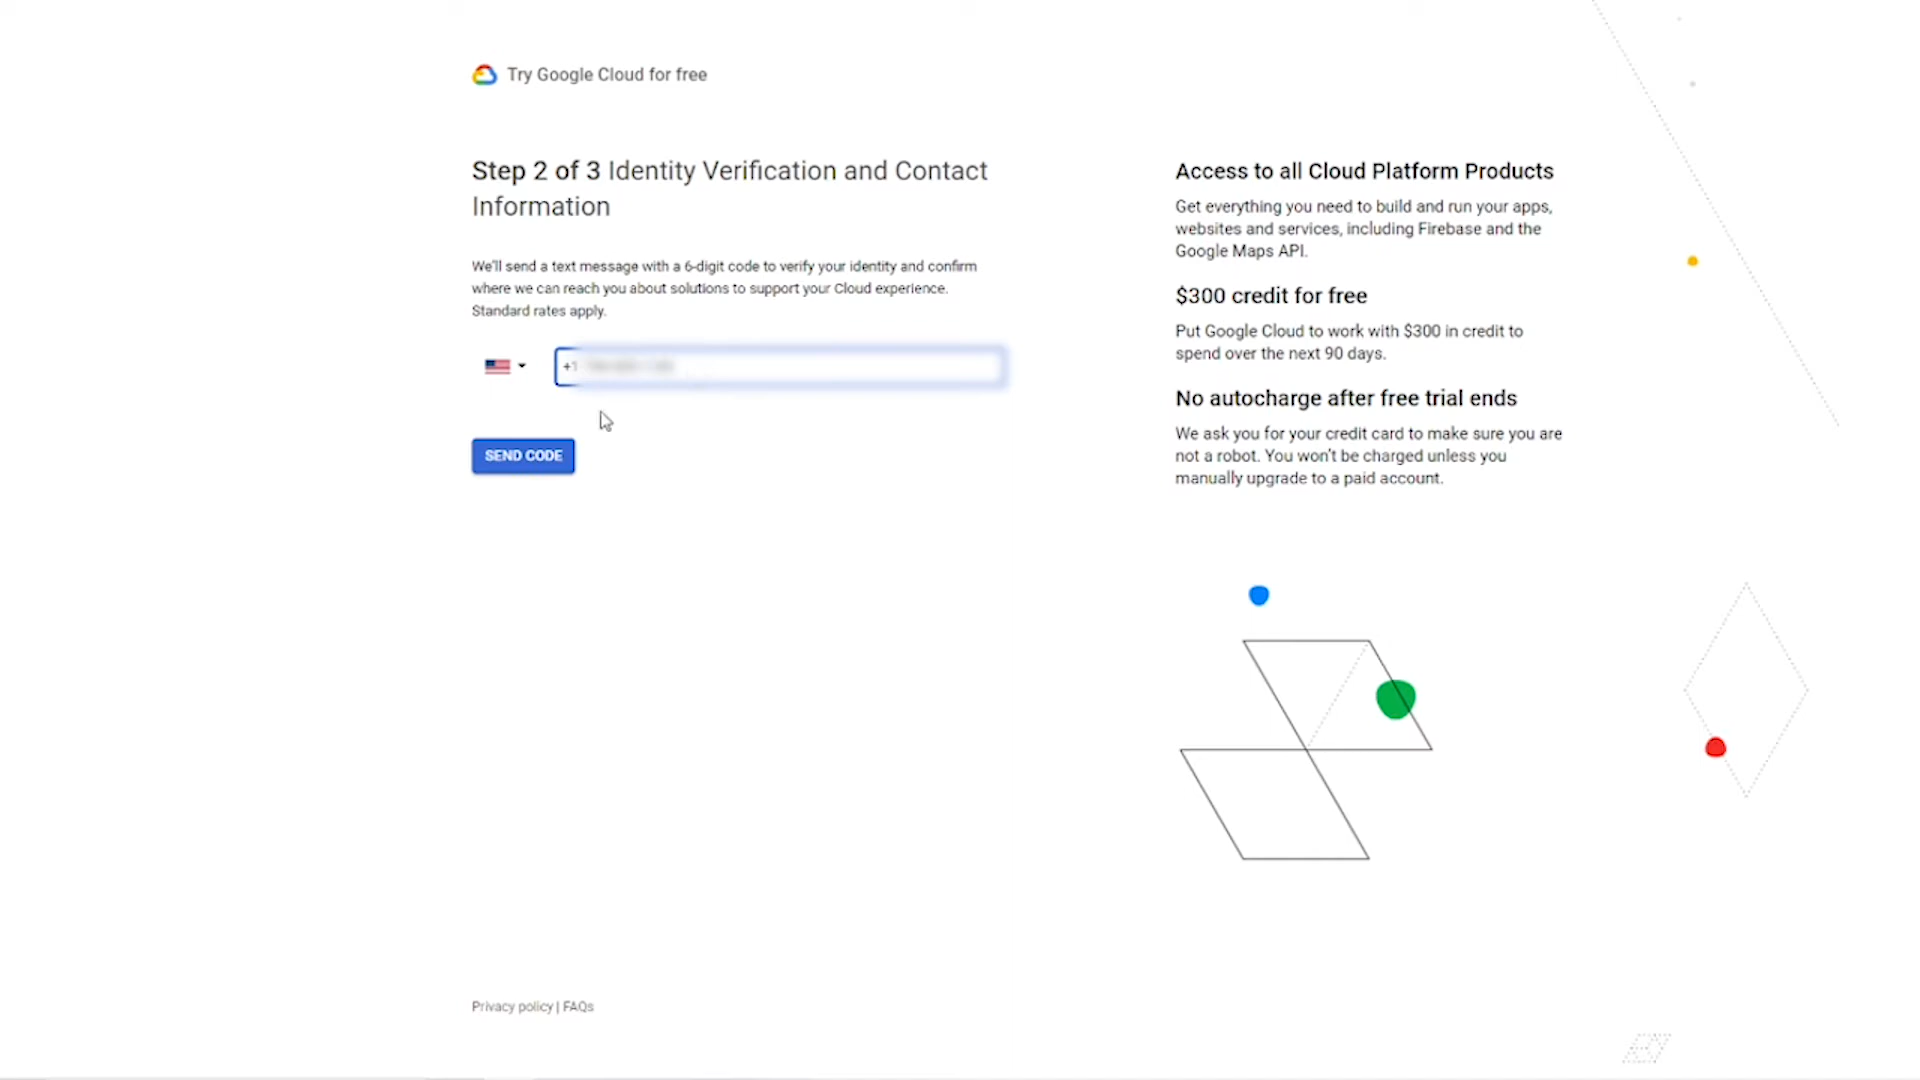 Try Google Cloud for free
Step 2 of 3 Identity Verification and Contact
Information
We'll send a text message with a 6-digit code to verify your identity and confirm
where we can reach you about solutions to support your Cloud experience.
Standard rates apply.
+1
SEND CODE
Access to all Cloud Platform Products
Get everything you need to build and run your apps,
websites and services, including Firebase and the
Google Maps API.
$300 credit for free
Put Google Cloud to work with $300 in credit to
spend over the next 90 days.
No autocharge after free trial ends
We ask you for your credit card to make sure you are
not a robot. You won't be charged unless you
manually upgrade to a paid account.
Privacy policy | FAQs